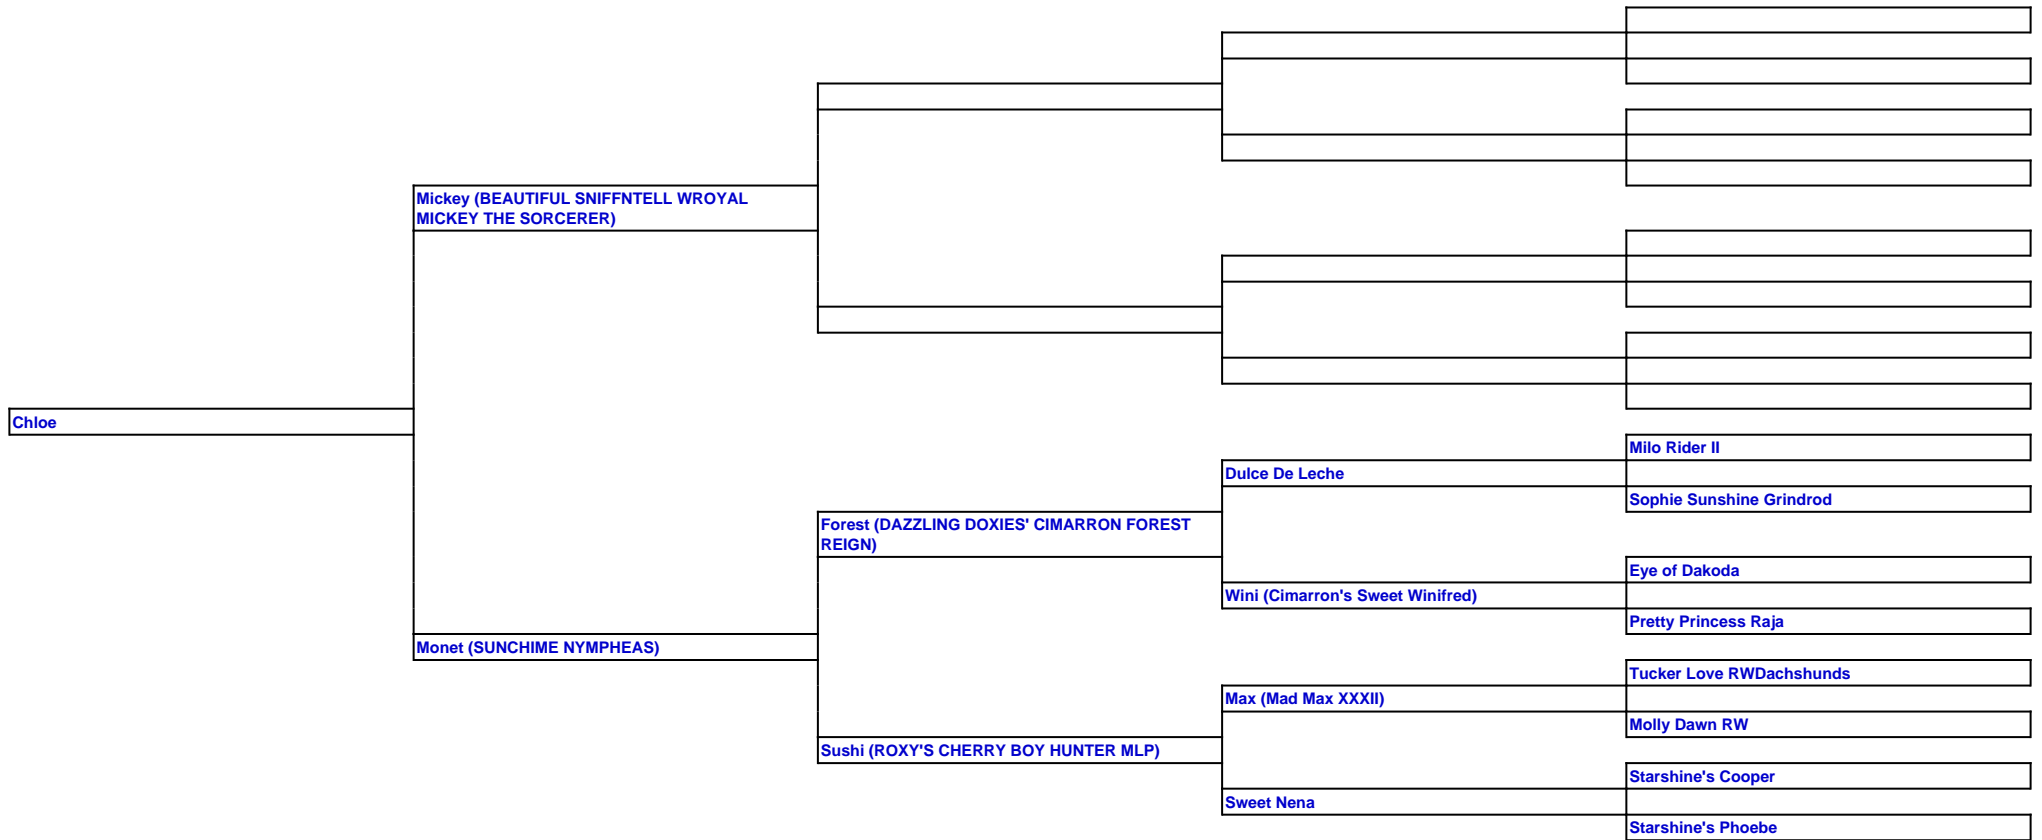 Mickey (BEAUTIFUL SNIFFNTELL WROYAL
MICKEY THE SORCERER)
Chloe
Milo Rider II
Dulce De Leche
Sophie Sunshine Grindrod
Forest (DAZZLING DOXIES' CIMARRON FOREST
REIGN)
Eye of Dakoda
Wini (Cimarron's Sweet Winifred)
Pretty Princess Raja
Monet (SUNCHIME NYMPHEAS)
Tucker Love RWDachshunds
Max (Mad Max XXXII)
Molly Dawn RW
Sushi (ROXY'S CHERRY BOY HUNTER MLP)
Starshine's Cooper
Sweet Nena
Starshine's Phoebe